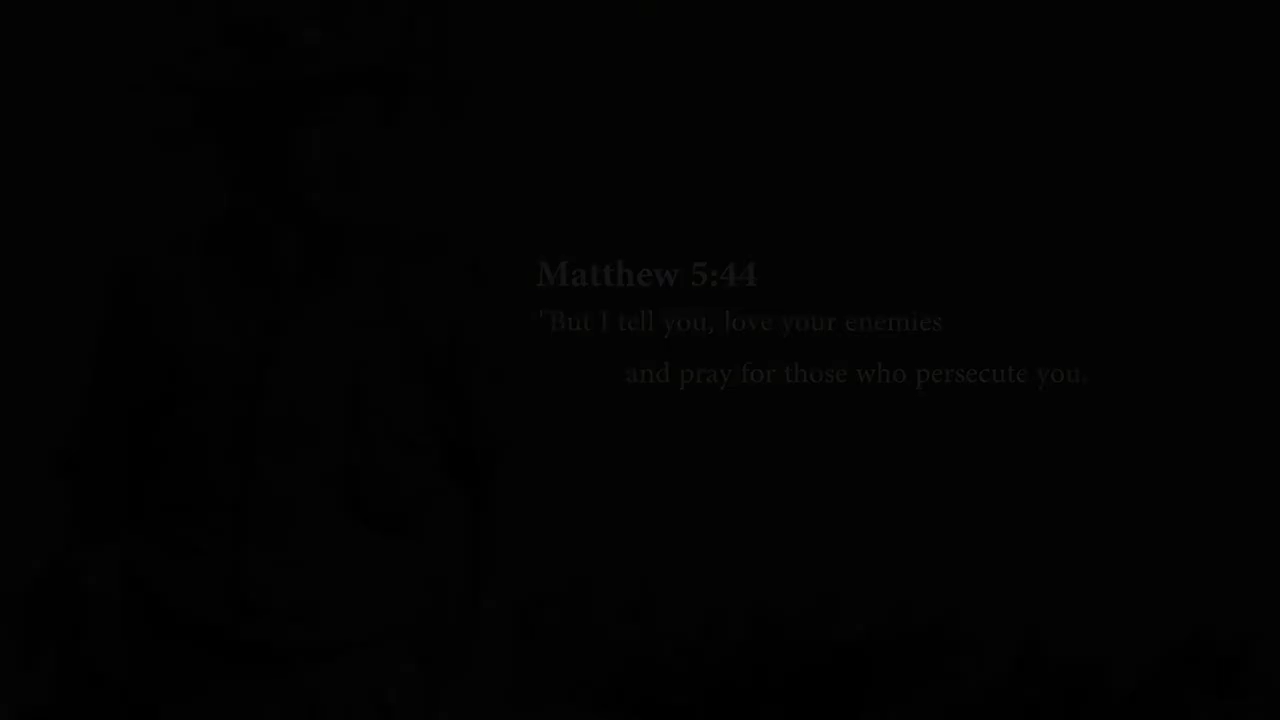 Matthew 5:44
"But I tell you, love your enemies
and pray for those who persecute you.